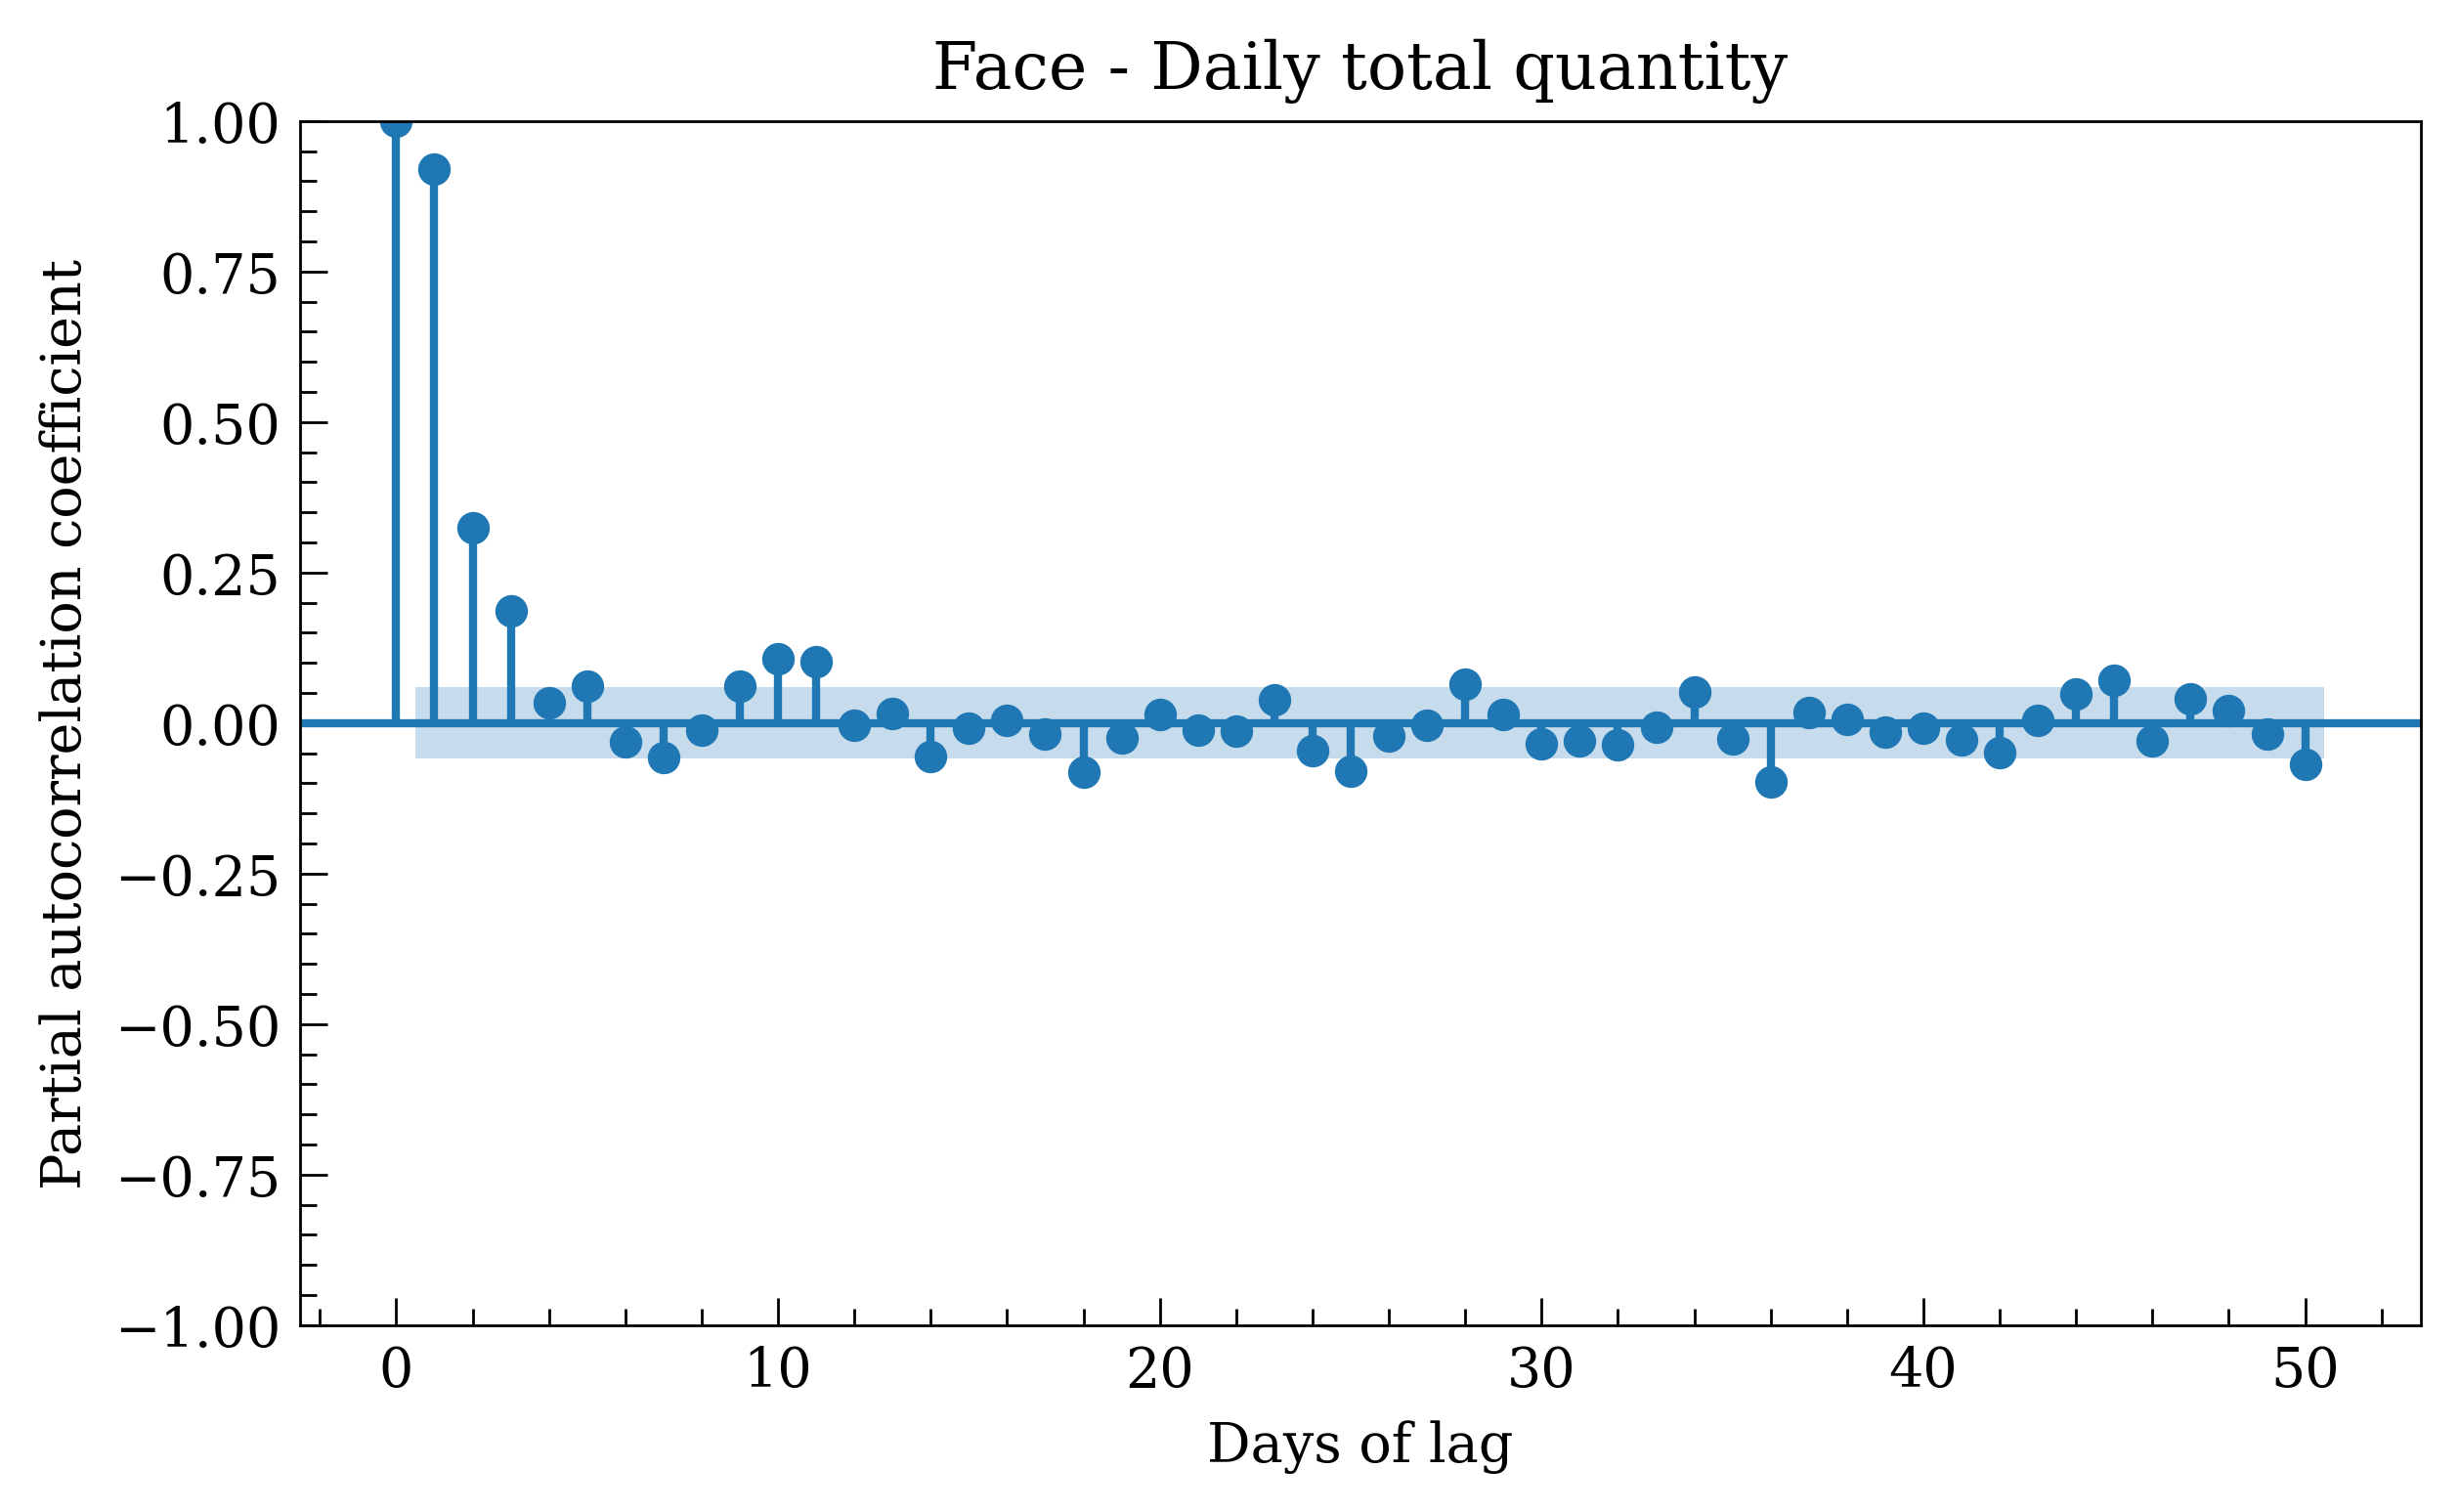 Face - Daily total quantity
Partial autocorrelation coefficient
1.00
0.75
0.50
0.25
0.00
−0.25
−0.50
−0.75
−1.00
0 10 20 30 40 50
Days of lag